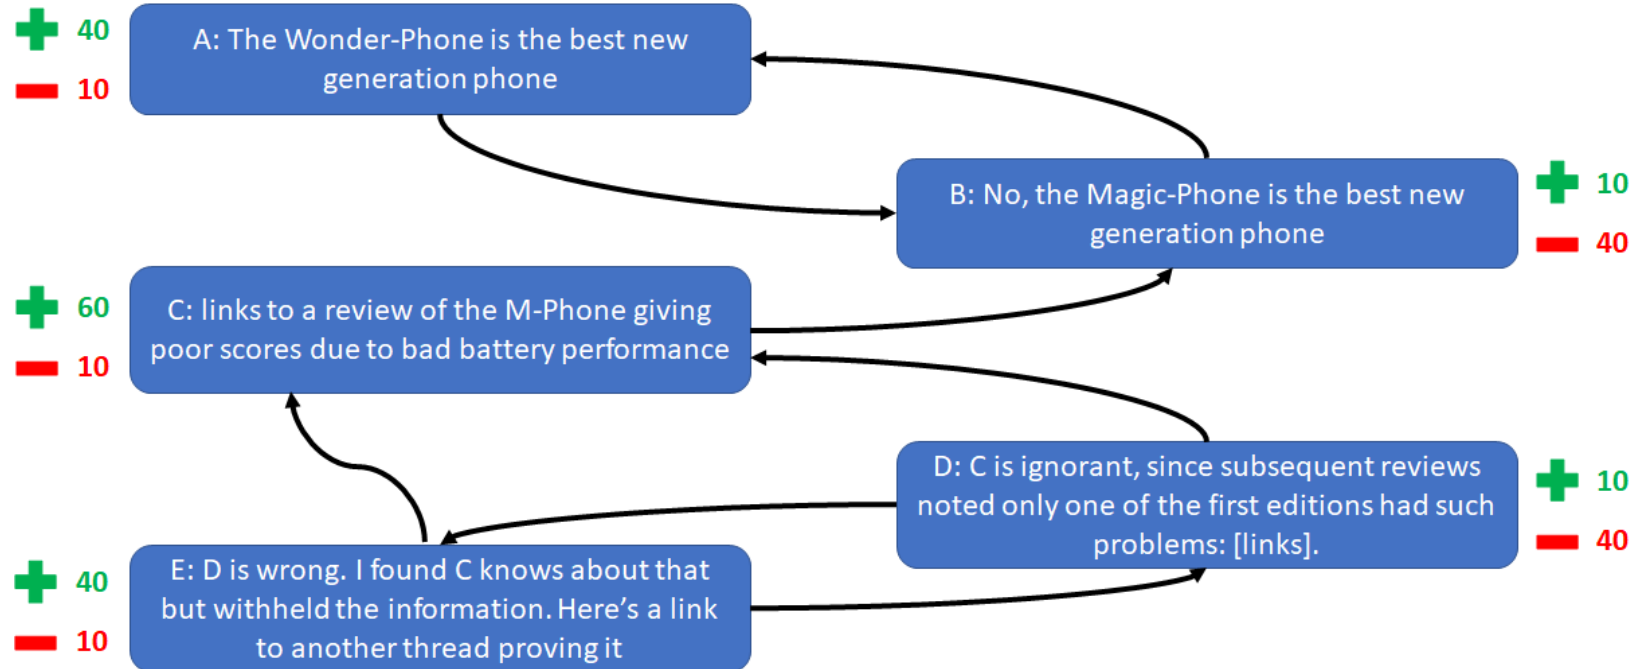 40
10
A: The Wonder-Phone is the best new
generation phone
B: No, the Magic-Phone is the best new
generation phone
10
40
60
10
C: links to a review of the M-Phone giving
poor scores due to bad battery performance
D: C is ignorant, since subsequent reviews
noted only one of the first editions had such
problems: [links].
10
40
40
10
E: D is wrong. I found C knows about that
but withheld the information. Here's a link
to another thread proving it